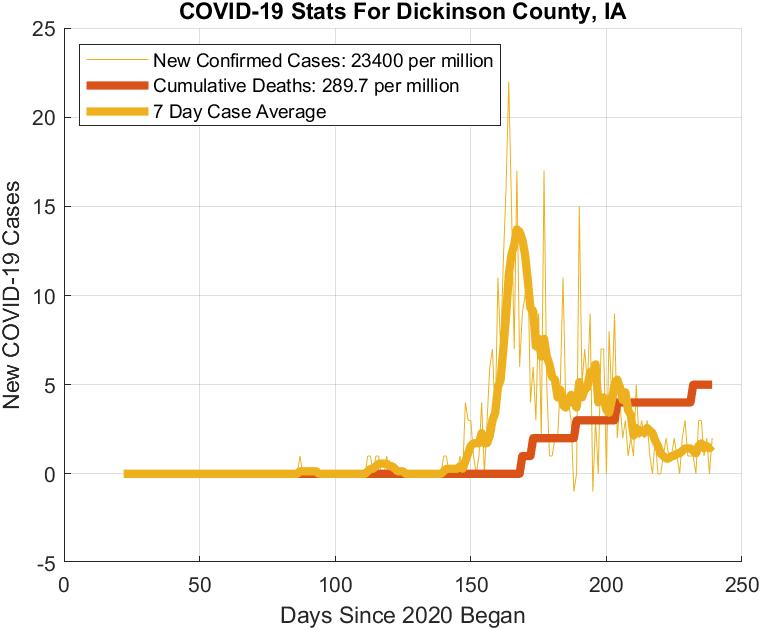 COVID-19 Stats For Dickinson County, IA
25
New Confirmed Cases: 23400 per million
Cumulative Deaths: 289.7 per million
7 Day Case Average
20
15
10
5
0
-5
New COVID-19 Cases
0 50 100 150 200 250
Days Since 2020 Began